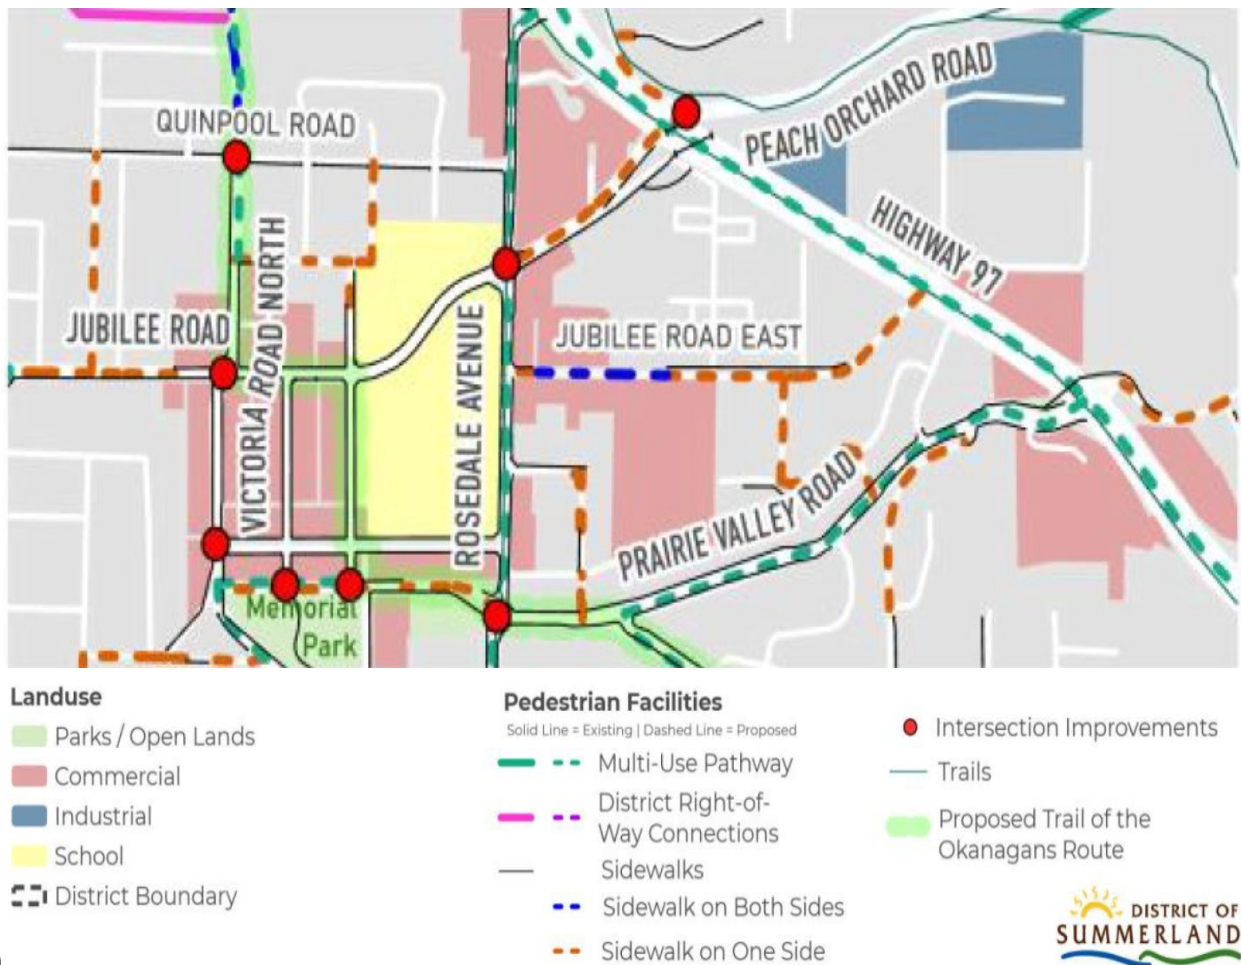 QUINPOOL ROAD
PEACH ORCHARD ROAD
HIGHWAY 97
JUBILEE ROAD
VICTORIA ROAD NORTH
ROSEDALE AVENUE
JUBILEE ROAD EAST
PRAIRIE VALLEY ROAD
Memorial
Park
Landuse
Parks / Open Lands
Commercial
Industrial
School
District Boundary
Pedestrian Facilities
Solid Line = Existing | Dashed Line = Proposed
Multi-Use Pathway
District Right-of-
Way Connections
Sidewalks
Sidewalk on Both Sides
Sidewalk on One Side
Intersection Improvements
Trails
Proposed Trail of the
Okanagans Route
DISTRICT OF
SUMMERLAND